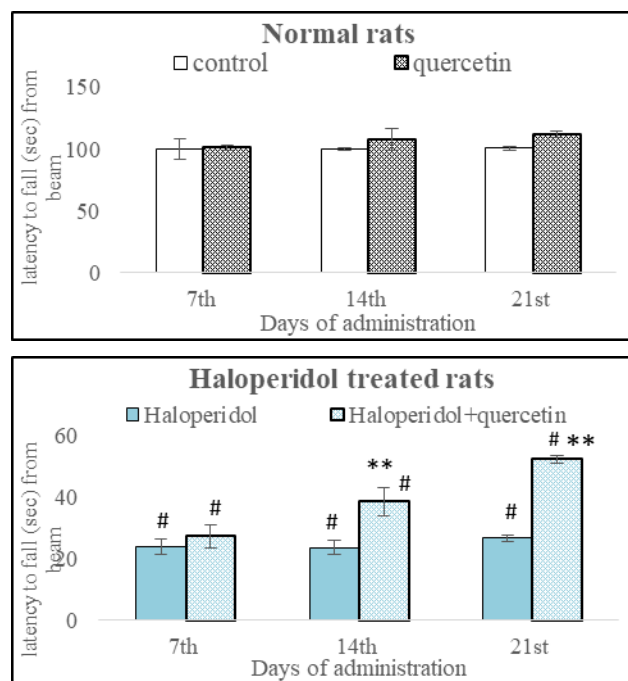 Normal rats
control quercetin
latency to fall (sec) from
beam
150
100
50
0
7th 14th 21st
Days of administration
Haloperidol treated rats
Haloperidol Haloperidol+quercetin
latency to fall (sec) from
beam
60
40
20
0
# # # ** # # # **
7th 14th 21st
Days of administration